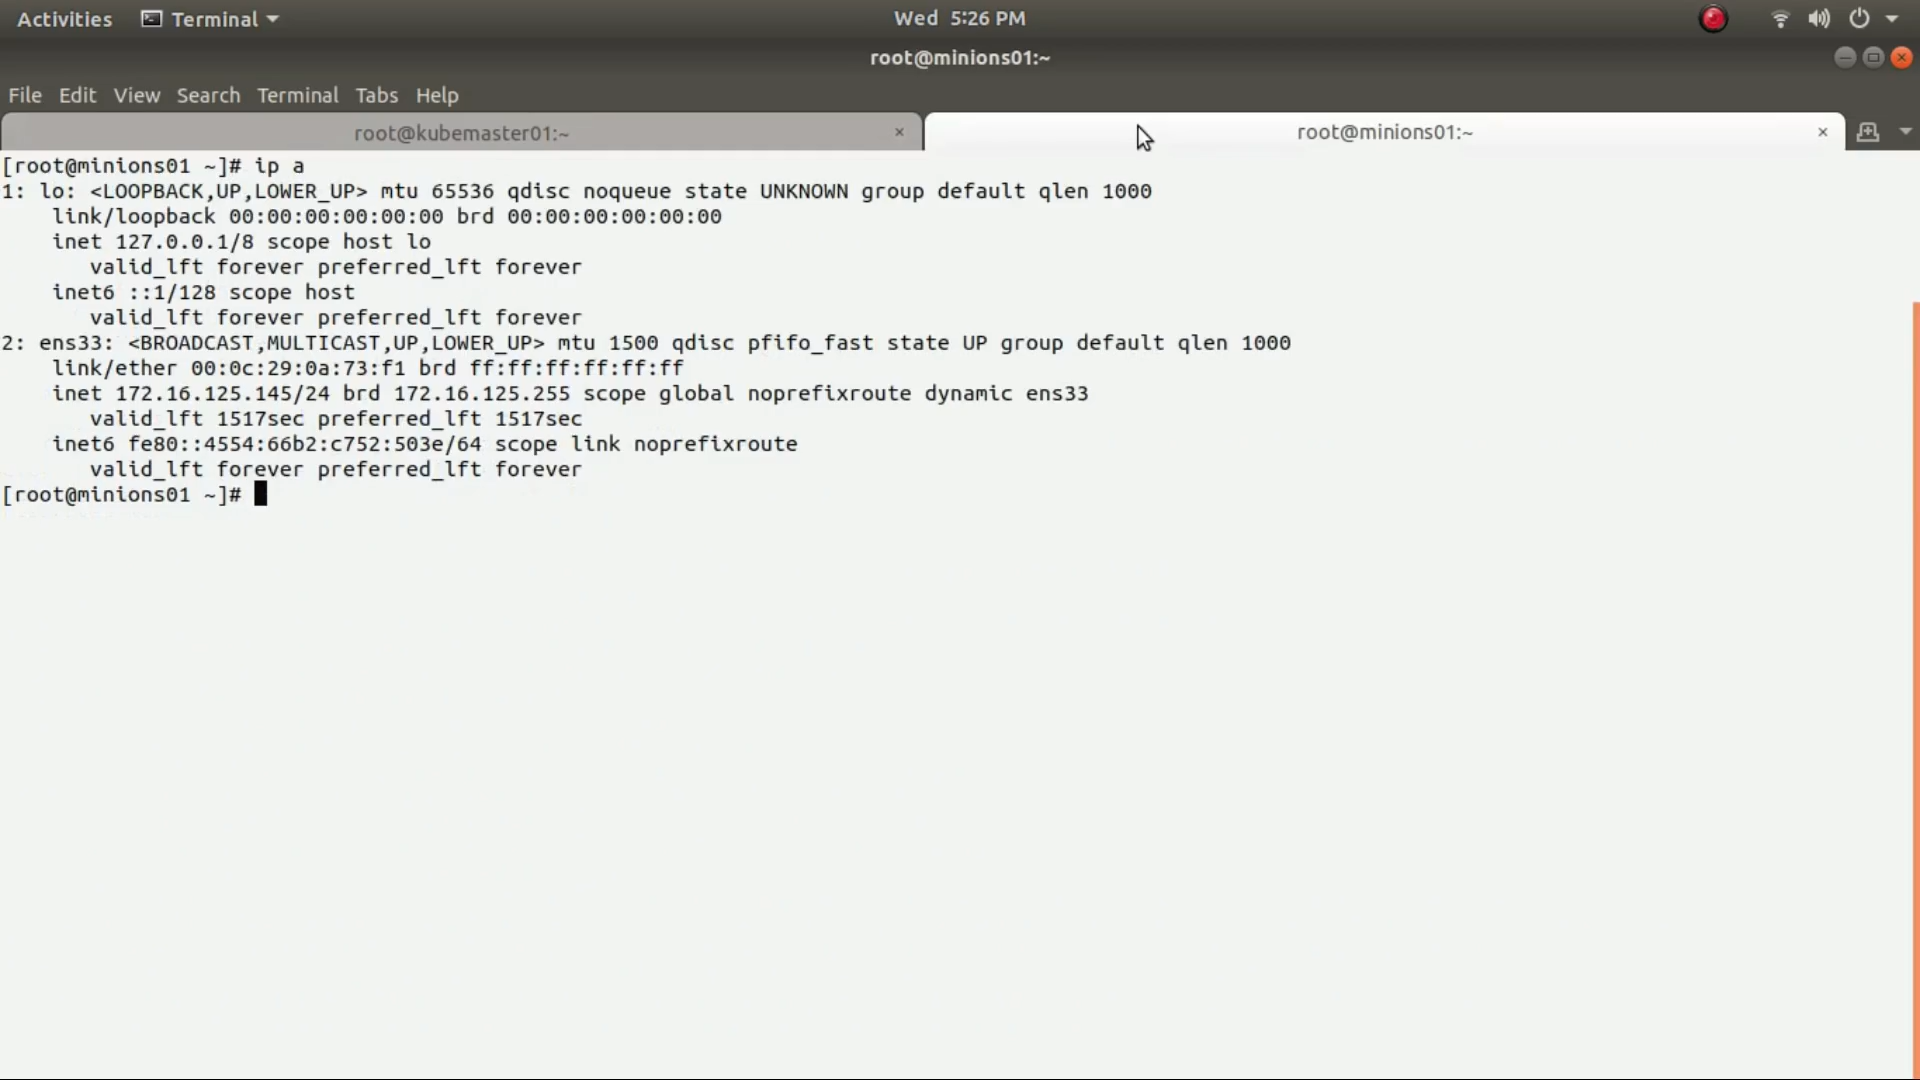 Activities Terminal Wed 5:26 PM
root@minions01:~
File Edit View Search Terminal Tabs Help
root@kubemaster01:~ × root@minions01:~ ×
[root@minions01 ~]# ip a
1: lo: <LOOPBACK,UP,LOWER_UP> mtu 65536 qdisc noqueue state UNKNOWN group default qlen 1000
    link/loopback 00:00:00:00:00:00 brd 00:00:00:00:00:00
    inet 127.0.0.1/8 scope host lo
       valid_lft forever preferred_lft forever
    inet6 ::1/128 scope host
       valid_lft forever preferred_lft forever
2: ens33: <BROADCAST,MULTICAST,UP,LOWER_UP> mtu 1500 qdisc pfifo_fast state UP group default qlen 1000
    link/ether 00:0c:29:0a:73:f1 brd ff:ff:ff:ff:ff:ff
    inet 172.16.125.145/24 brd 172.16.125.255 scope global noprefixroute dynamic ens33
       valid_lft 1517sec preferred_lft 1517sec
    inet6 fe80::4554:66b2:c752:503e/64 scope link noprefixroute
       valid_lft forever preferred_lft forever
[root@minions01 ~]#